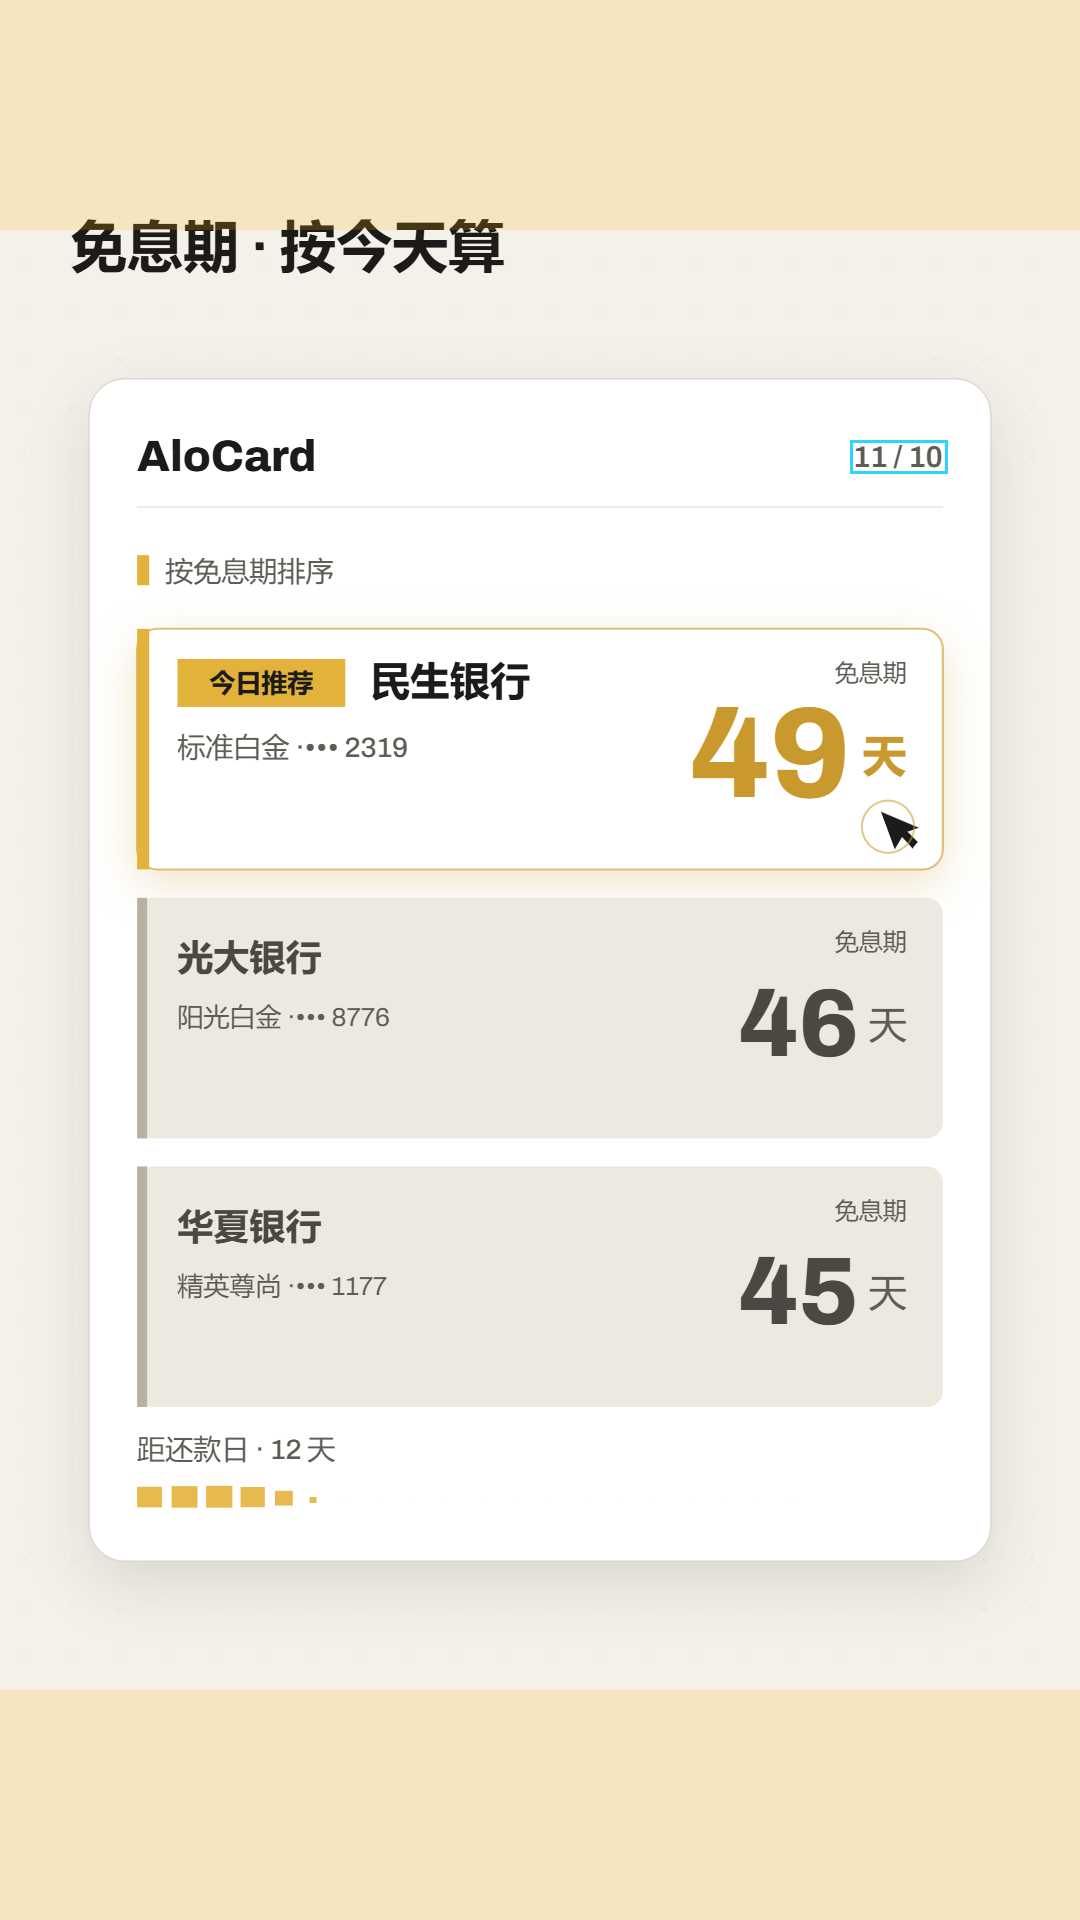 免息期 · 按今天算
AloCard
11 / 10
按免息期排序
今日推荐 民生银行
免息期
标准白金 ·••• 2319
49 天
光大银行
免息期
阳光白金 ·••• 8776
46 天
华夏银行
免息期
精英尊尚 ·••• 1177
45 天
距还款日 · 12 天